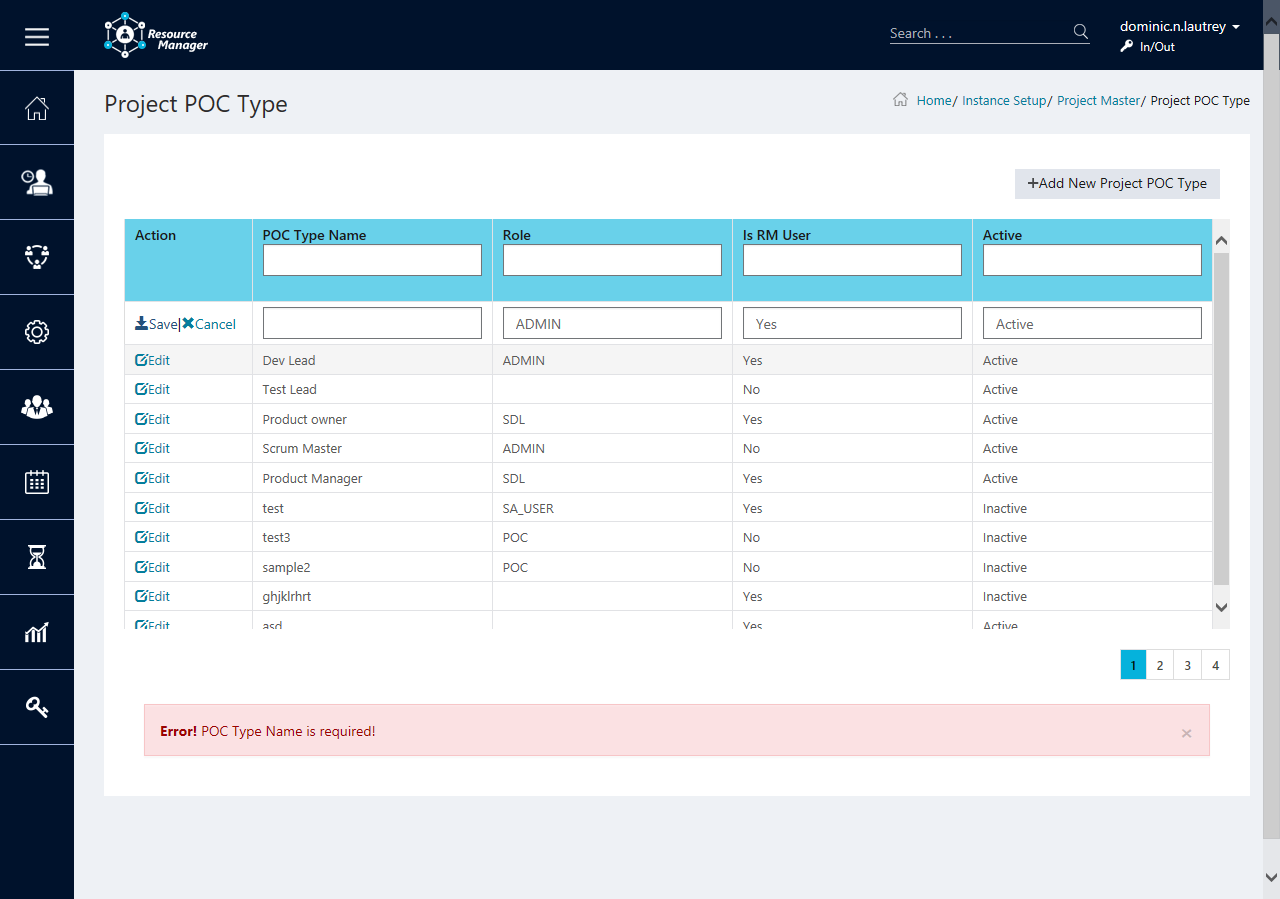 Resource
Manager
Search . . .
dominic.n.lautrey
In/Out
Project POC Type
Home/ Instance Setup/ Project Master/ Project POC Type
+Add New Project POC Type
Action POC Type Name Role Is RM User Active
Save|Cancel ADMIN Yes Active
Edit Dev Lead ADMIN Yes Active
Edit Test Lead No Active
Edit Product owner SDL Yes Active
Edit Scrum Master ADMIN No Active
Edit Product Manager SDL Yes Active
Edit test SA_USER Yes Inactive
Edit test3 POC No Inactive
Edit sample2 POC No Inactive
Edit ghjklrhrt Yes Inactive
Edit asd Yes Active
1 2 3 4
Error! POC Type Name is required!
×